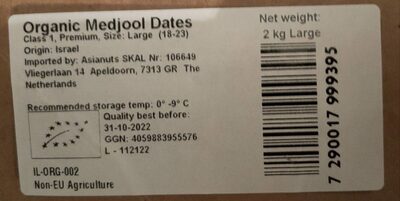 Organic Medjool Dates
Class 1, Premium, Size: Large (18-23)
Origin: Israel
Imported by: Asianuts SKAL Nr: 106649
Vliegerlaan 14 Apeldoorn, 7313 GR The
Netherlands
Net weight:
2 kg Large
Recommended storage temp: 0° -9° C
Quality best before:
31-10-2022
GGN: 4059883955576
L - 112122
IL-ORG-002
Non-EU Agriculture
7 290017 999395